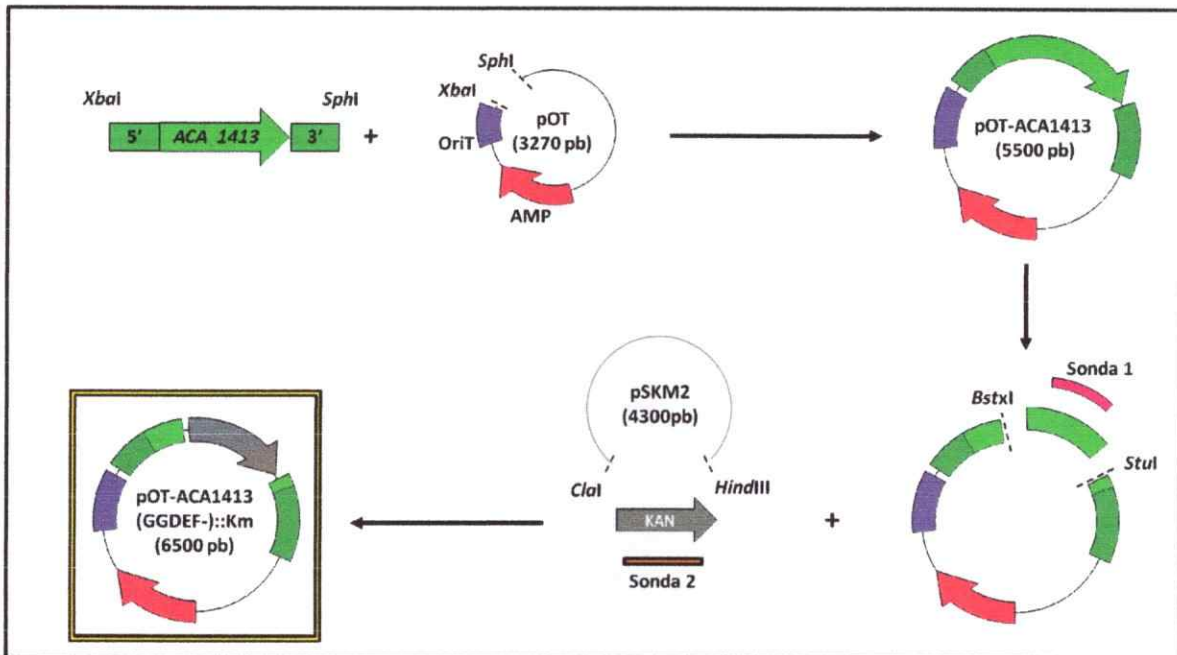 XbaI
SphI
5'
ACA 1413
3'
+
SphI
XbaI
OriT
pOT
(3270 pb)
AMP
pOT-ACA1413
(5500 pb)
Sonda 1
BstxI
StuI
+
pSKM2
(4300pb)
ClaI
HindIII
KAN
Sonda 2
pOT-ACA1413
(GGDEF-)::Km
(6500 pb)